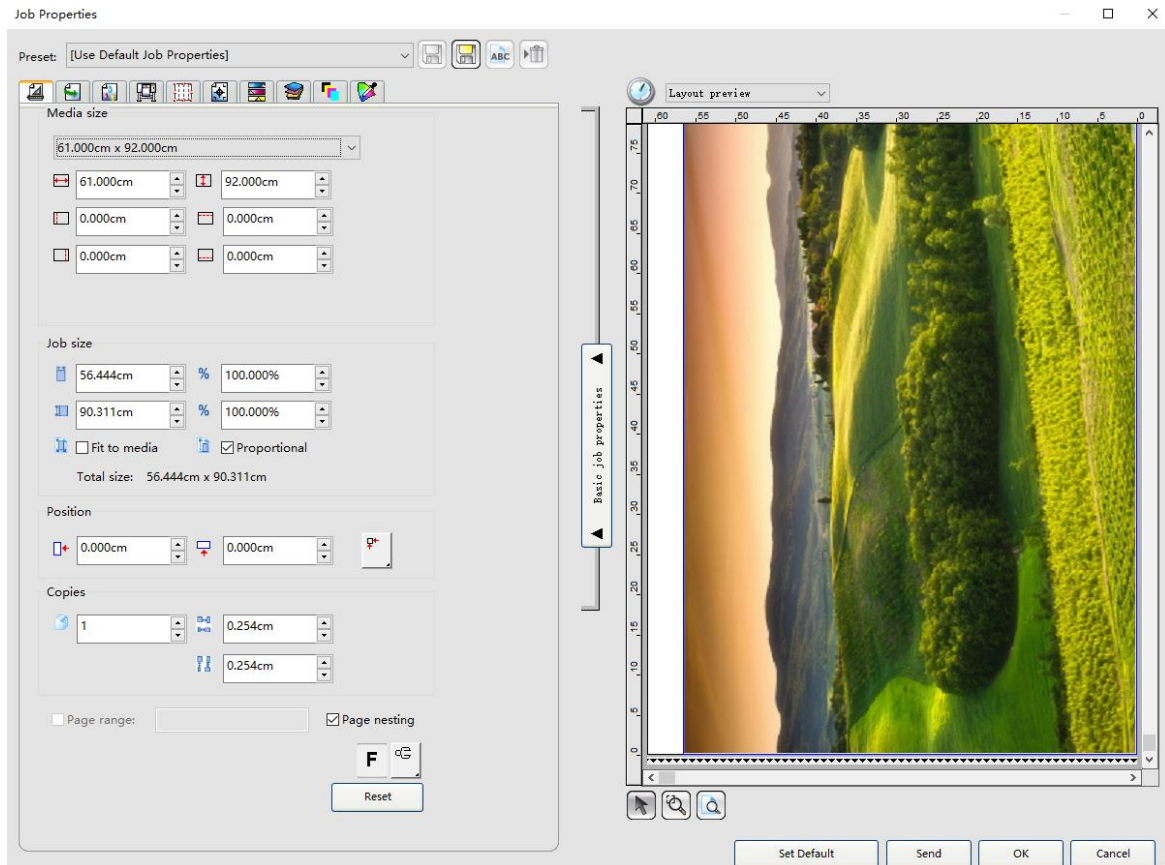 Job Properties
Preset: [Use Default Job Properties]
ABC
Media size
61.000cm x 92.000cm
61.000cm 92.000cm
0.000cm 0.000cm
0.000cm 0.000cm
Job size
56.444cm % 100.000%
90.311cm % 100.000%
Fit to media Proportional
Total size: 56.444cm x 90.311cm
Position
0.000cm 0.000cm
Copies
1 0.254cm
0.254cm
Page range: Page nesting
F
Reset
Basic job properties
Layout preview
60 55 50 45 40 35 30 25 20 15 10 5 0
75
70
65
60
55
50
45
40
35
30
25
20
15
10
5
0
Set Default Send OK Cancel